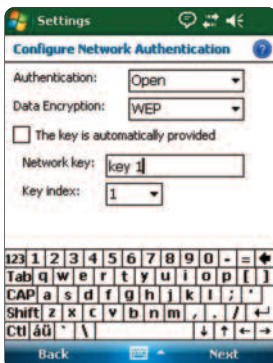 Settings
Configure Network Authentication
Authentication: Open
Data Encryption: WEP
The key is automatically provided
Network key: key 1
Key index: 1
123 1 2 3 4 5 6 7 8 9 0 - =
Tab q w e r t y u i o p [ ]
CAP a s d f g h j k l ; '
Shift z x c v b n m , . /
Ctl áü ` \
Back Next